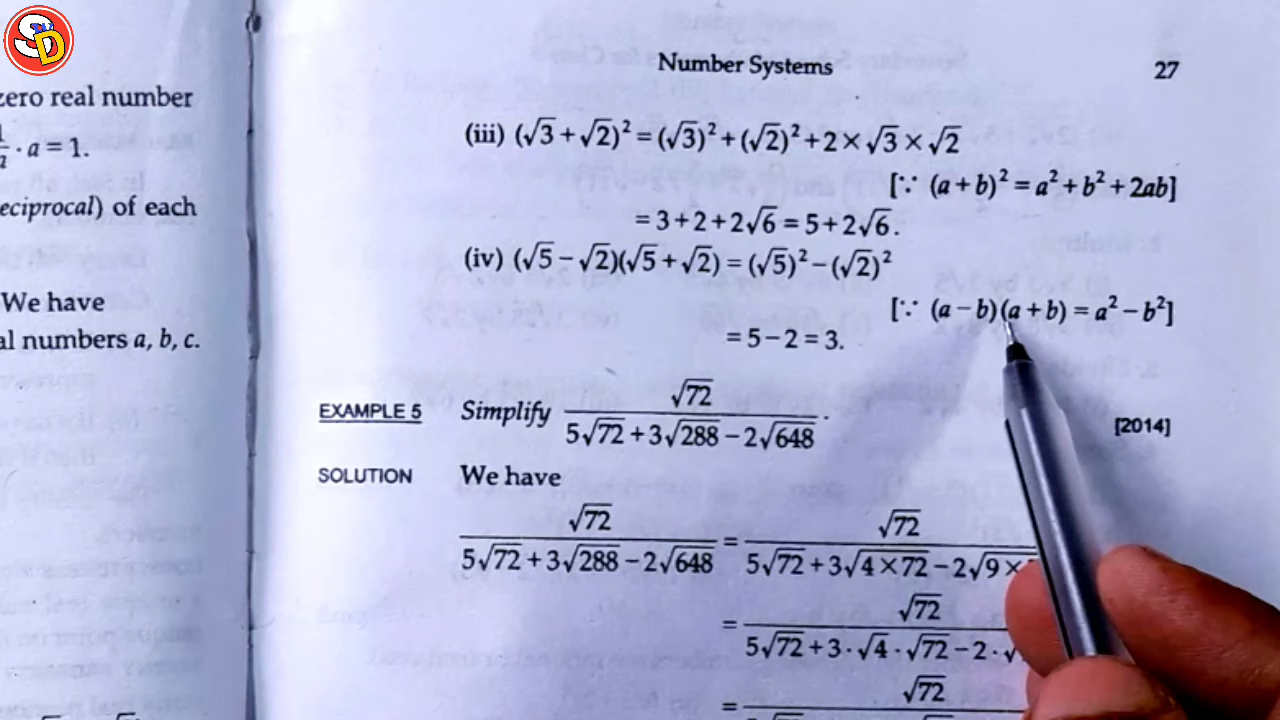 SD
Number Systems 27
zero real number
· a = 1.
eciprocal) of each
We have
al numbers a, b, c.
(iii) (√3 + √2)² = (√3)² + (√2)² + 2 × √3 × √2
[∵ (a + b)² = a² + b² + 2ab]
= 3 + 2 + 2√6 = 5 + 2√6.
(iv) (√5 − √2)(√5 + √2) = (√5)² − (√2)²
[∵ (a − b)(a + b) = a² − b²]
= 5 − 2 = 3.
EXAMPLE 5 Simplify √72 / (5√72 + 3√288 − 2√648) . [2014]
SOLUTION We have
√72 / (5√72 + 3√288 − 2√648) = √72 / (5√72 + 3√4 × 72 − 2√9 ×
= √72 / (5√72 + 3 · √4 · √72 − 2 · √
= √72